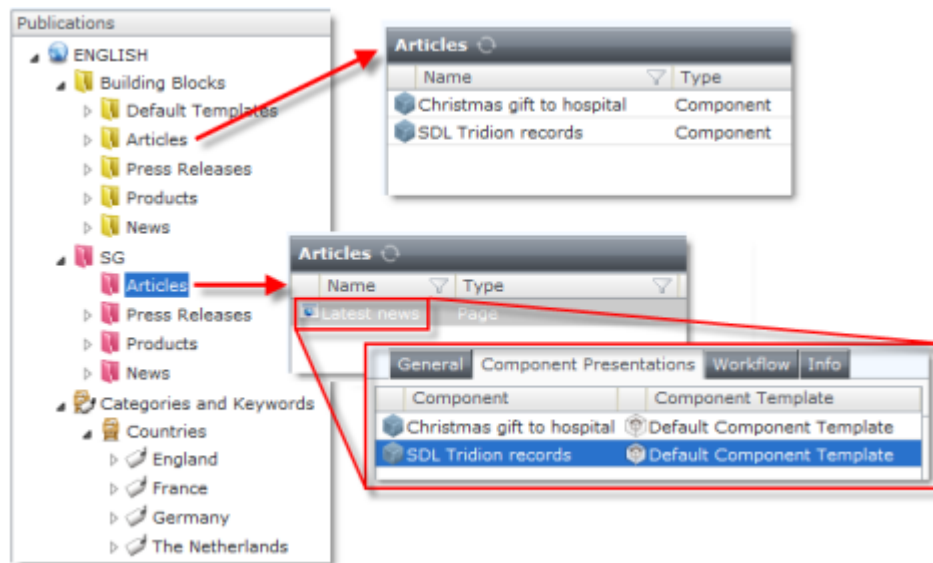 Publications
ENGLISH
Building Blocks
Default Templates
Articles
Press Releases
Products
News
SG
Articles
Press Releases
Products
News
Categories and Keywords
Countries
England
France
Germany
The Netherlands
Articles
Name Type
Christmas gift to hospital Component
SDL Tridion records Component
Articles
Name Type
Latest news Page
General Component Presentations Workflow Info
Component Component Template
Christmas gift to hospital Default Component Template
SDL Tridion records Default Component Template